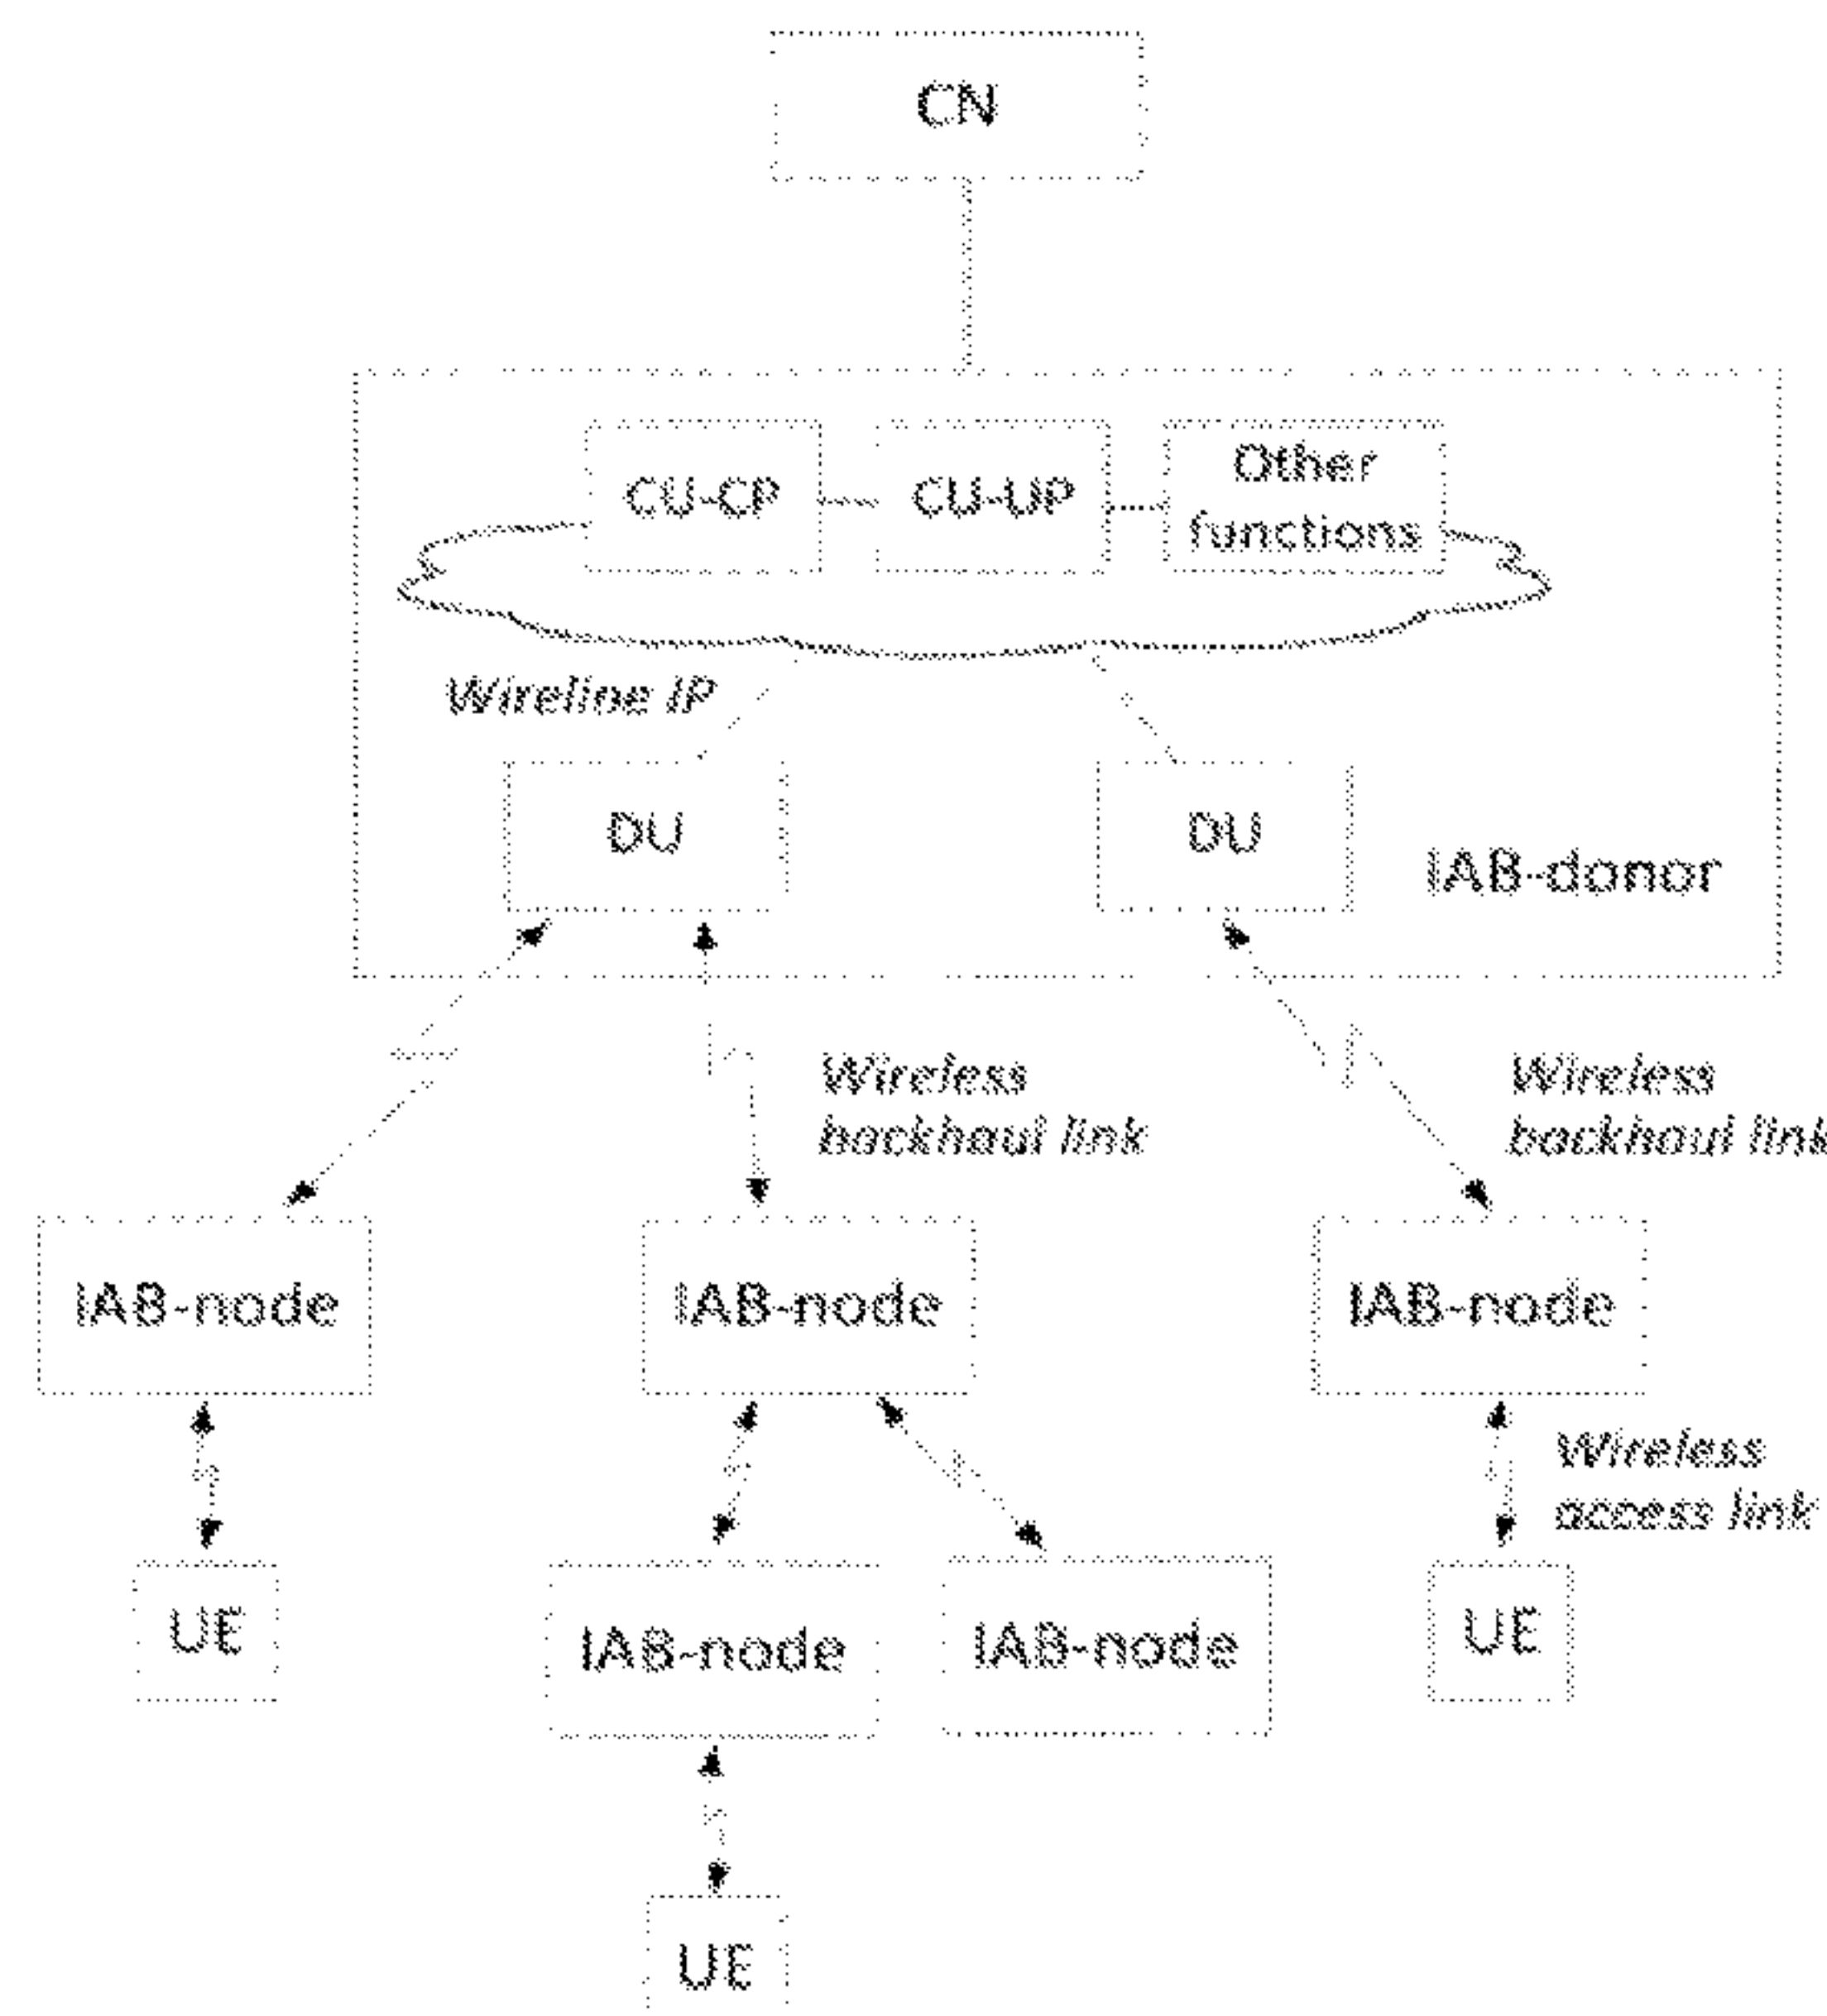 CN
CU-CP
CU-UP
Other
functions
Wireline IP
DU
DU
IAB-donor
Wireless
backhaul link
Wireless
backhaul link
IAB-node
IAB-node
IAB-node
Wireless
access link
UE
IAB-node
IAB-node
UE
UE